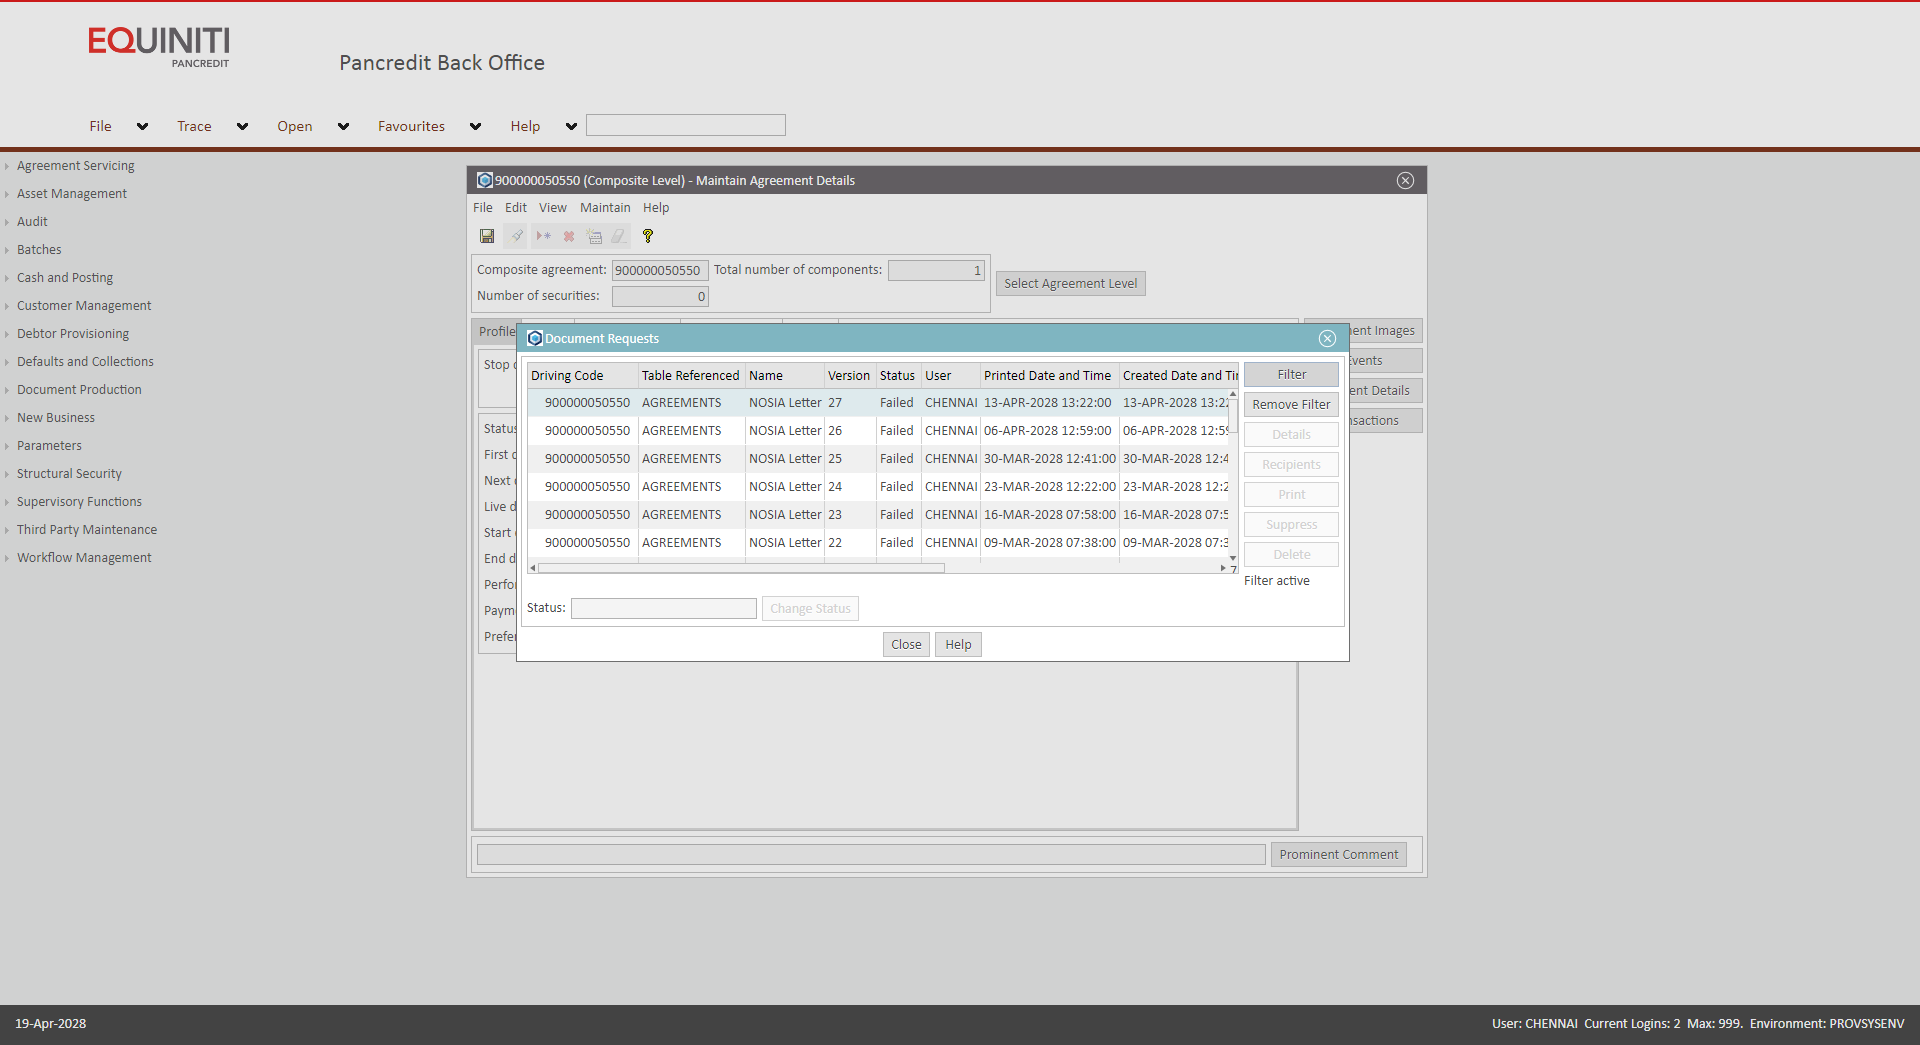 EQUINITI
PANCREDIT
Pancredit Back Office
File Trace Open Favourites Help
Agreement Servicing
Asset Management
Audit
Batches
Cash and Posting
Customer Management
Debtor Provisioning
Defaults and Collections
Document Production
New Business
Parameters
Structural Security
Supervisory Functions
Third Party Maintenance
Workflow Management
900000050550 (Composite Level) - Maintain Agreement Details
File Edit View Maintain Help
Composite agreement: 900000050550 Total number of components: 1
Number of securities: 0
Select Agreement Level
Profile
Stop
Status
First
Next
Live
Start
End
ent Images
Events
ent Details
nsactions
Document Requests
Driving Code Table Referenced Name Version Status User Printed Date and Time Created Date and
900000050550 AGREEMENTS NOSIA Letter 27 Failed CHENNAI 13-APR-2028 13:22:00 13-APR-2028 13:22
900000050550 AGREEMENTS NOSIA Letter 26 Failed CHENNAI 06-APR-2028 12:59:00 06-APR-2028 12:59
900000050550 AGREEMENTS NOSIA Letter 25 Failed CHENNAI 30-MAR-2028 12:41:00 30-MAR-2028 12:4
900000050550 AGREEMENTS NOSIA Letter 24 Failed CHENNAI 23-MAR-2028 12:22:00 23-MAR-2028 12:2
900000050550 AGREEMENTS NOSIA Letter 23 Failed CHENNAI 16-MAR-2028 07:58:00 16-MAR-2028 07:5
900000050550 AGREEMENTS NOSIA Letter 22 Failed CHENNAI 09-MAR-2028 07:38:00 09-MAR-2028 07:3
7
Filter
Remove Filter
Details
Recipients
Print
Suppress
Delete
Filter active
Status: Change Status
Close Help
Prominent Comment
19-Apr-2028
User: CHENNAI Current Logins: 2 Max: 999. Environment: PROVSYSENV